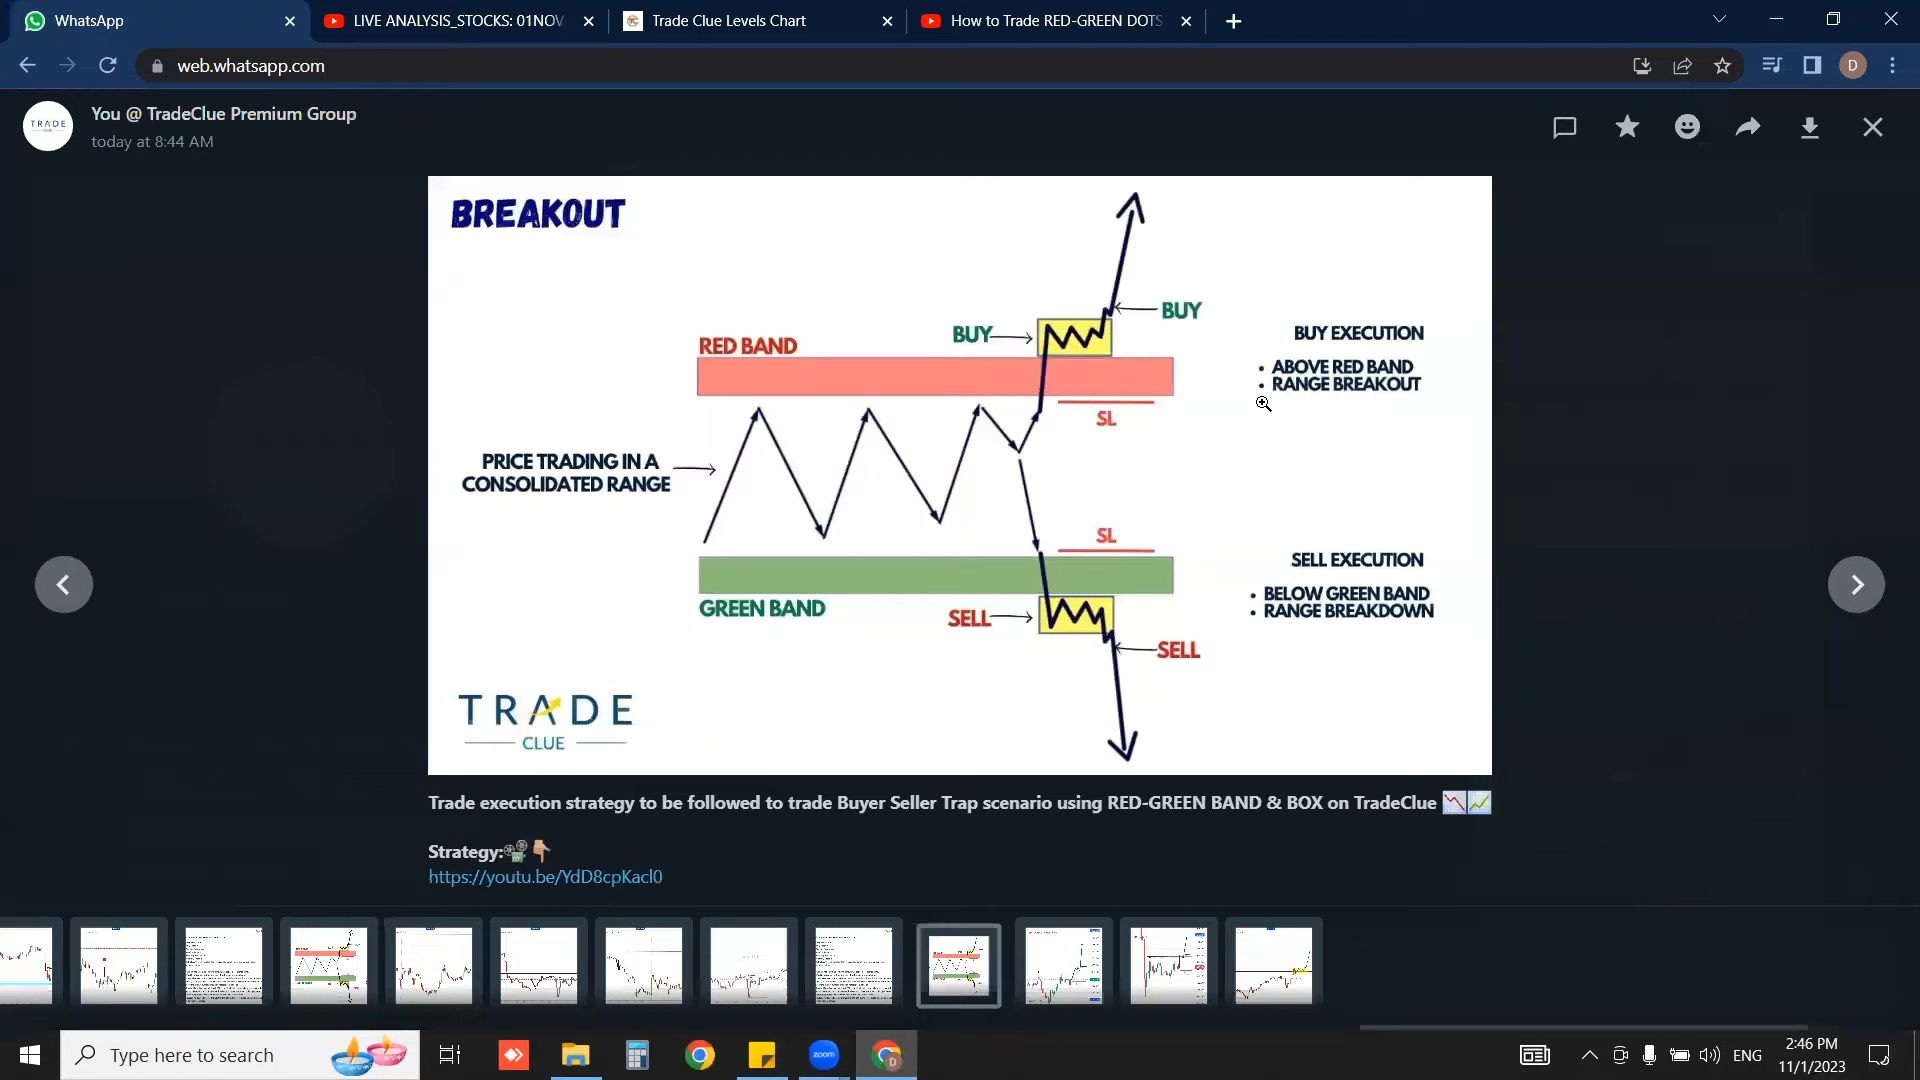 WhatsApp
LIVE ANALYSIS_STOCKS: 01NOV
Trade Clue Levels Chart
How to Trade RED-GREEN DOTS
web.whatsapp.com
D
TRADE
CLUE
You @ TradeClue Premium Group
today at 8:44 AM
BREAKOUT
BUY
BUY
RED BAND
BUY EXECUTION
• ABOVE RED BAND
• RANGE BREAKOUT
SL
PRICE TRADING IN A
CONSOLIDATED RANGE
SL
SELL EXECUTION
• BELOW GREEN BAND
• RANGE BREAKDOWN
GREEN BAND
SELL
SELL
TRADE
CLUE
Trade execution strategy to be followed to trade Buyer Seller Trap scenario using RED-GREEN BAND & BOX on TradeClue 📉📈
Strategy:📽👇🏽
https://youtu.be/YdD8cpKacl0
Type here to search
zoom
D
ENG
2:46 PM
11/1/2023